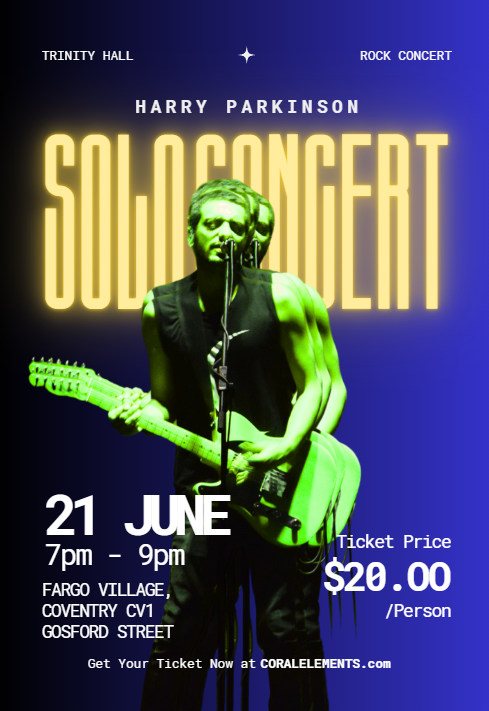 TRINITY HALL
ROCK CONCERT
HARRY PARKINSON
SOLO CONCERT
21 JUNE
7pm - 9pm
FARGO VILLAGE,
COVENTRY CV1
GOSFORD STREET
Ticket Price
$20.00
/Person
Get Your Ticket Now at CORALELEMENTS.com